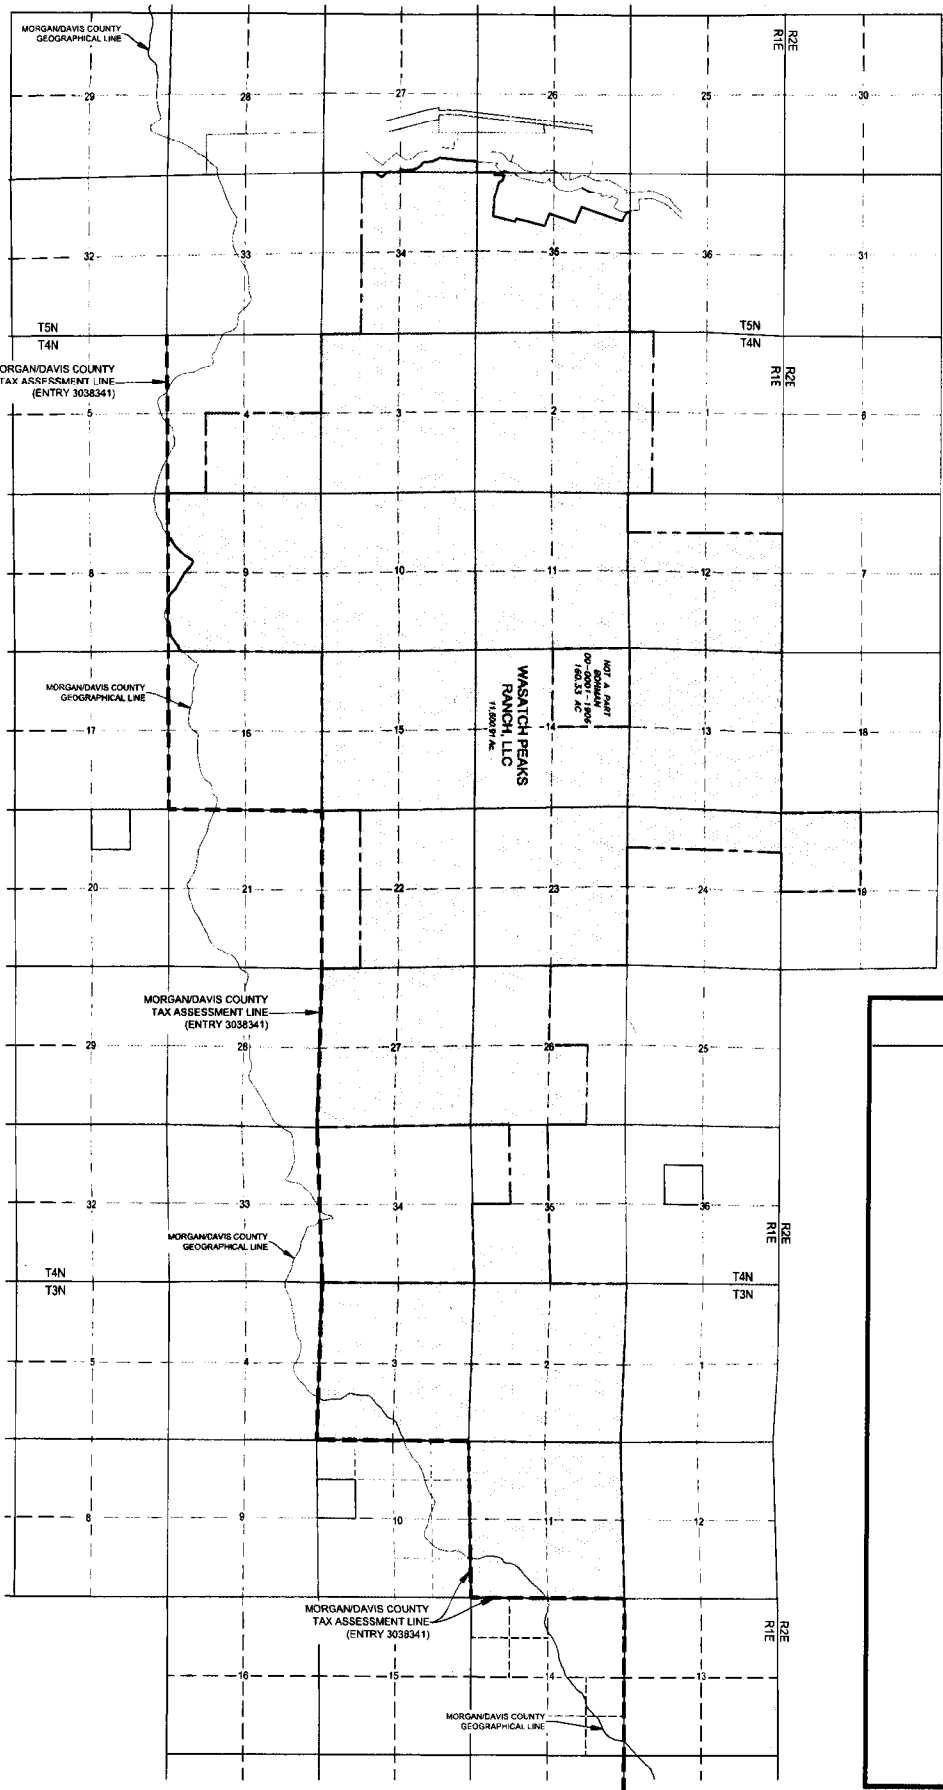 MORGAN/DAVIS COUNTY
GEOGRAPHICAL LINE
R1E
R2E
29
28
27
26
25
30
32
33
34
35
36
31
T5N
T4N
T5N
T4N
R1E
R2E
MORGAN/DAVIS COUNTY
TAX ASSESSMENT LINE
(ENTRY 3038341)
5
4
3
2
6
8
9
10
11
12
7
NOT A PART
BOHMAN
00-0001-1906
160.33 AC
WASATCH PEAKS
RANCH, LLC
MORGAN/DAVIS COUNTY
GEOGRAPHICAL LINE
17
16
15
14
13
18
20
21
22
23
24
19
MORGAN/DAVIS COUNTY
TAX ASSESSMENT LINE
(ENTRY 3038341)
29
28
27
26
25
32
33
34
35
36
MORGAN/DAVIS COUNTY
GEOGRAPHICAL LINE
R1E
R2E
T4N
T3N
T4N
T3N
5
4
3
2
1
8
9
10
11
12
MORGAN/DAVIS COUNTY
TAX ASSESSMENT LINE
(ENTRY 3038341)
R1E
R2E
16
15
14
13
MORGAN/DAVIS COUNTY
GEOGRAPHICAL LINE